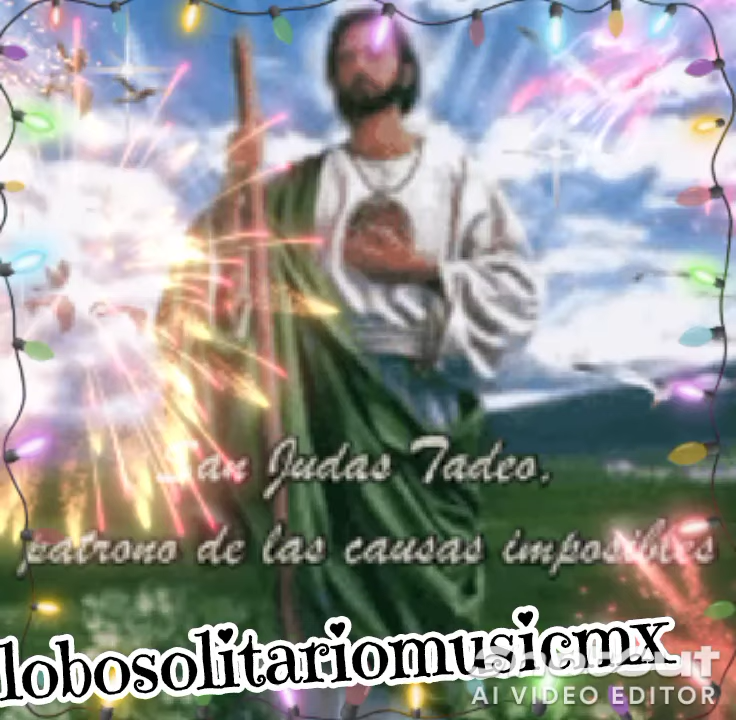 San Judas Tadeo,
patrono de las causas imposibles
lobosolitariomusicmx
AI VIDEO EDITOR